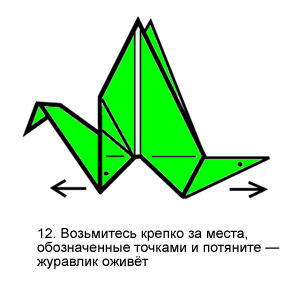 12. Возьмитесь крепко за места,
обозначенные точками и потяните —
журавлик оживёт